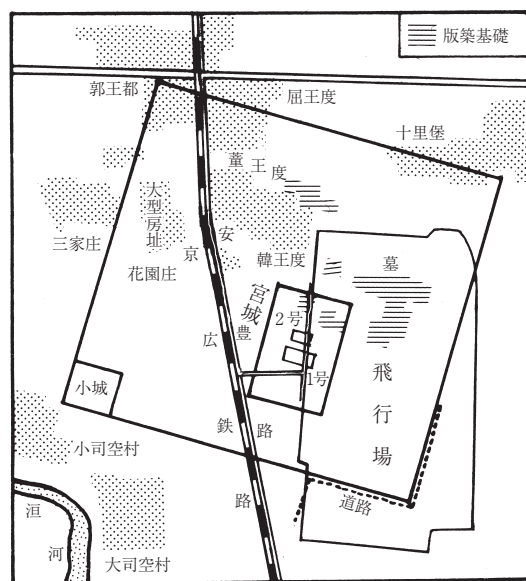 版築基礎
郭王都
屈王度
十里堡
董王度
大型房址
三家庄
花園庄
韓王度
墓
安豊路
京広鉄路
宮城
2号
1号
飛行場
小城
小司空村
道路
洹河
大司空村